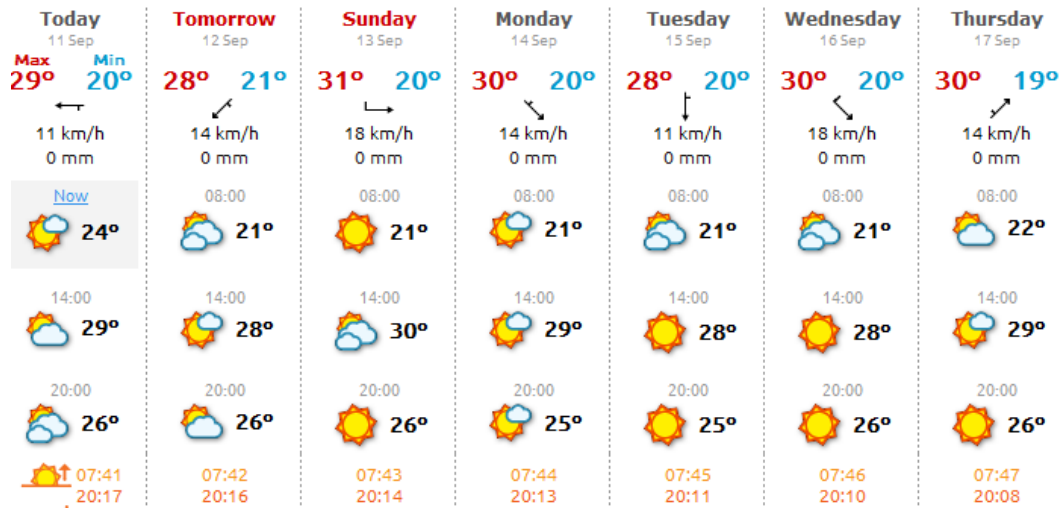 Today Tomorrow Sunday Monday Tuesday Wednesday Thursday
11 Sep 12 Sep 13 Sep 14 Sep 15 Sep 16 Sep 17 Sep
Max Min
29º 20º 28º 21º 31º 20º 30º 20º 28º 20º 30º 20º 30º 19º
11 km/h 14 km/h 18 km/h 14 km/h 11 km/h 18 km/h 14 km/h
0 mm 0 mm 0 mm 0 mm 0 mm 0 mm 0 mm
Now 08:00 08:00 08:00 08:00 08:00 08:00
24º 21º 21º 21º 21º 21º 22º
14:00 14:00 14:00 14:00 14:00 14:00 14:00
29º 28º 30º 29º 28º 28º 29º
20:00 20:00 20:00 20:00 20:00 20:00 20:00
26º 26º 26º 25º 25º 26º 26º
07:41 07:42 07:43 07:44 07:45 07:46 07:47
20:17 20:16 20:14 20:13 20:11 20:10 20:08